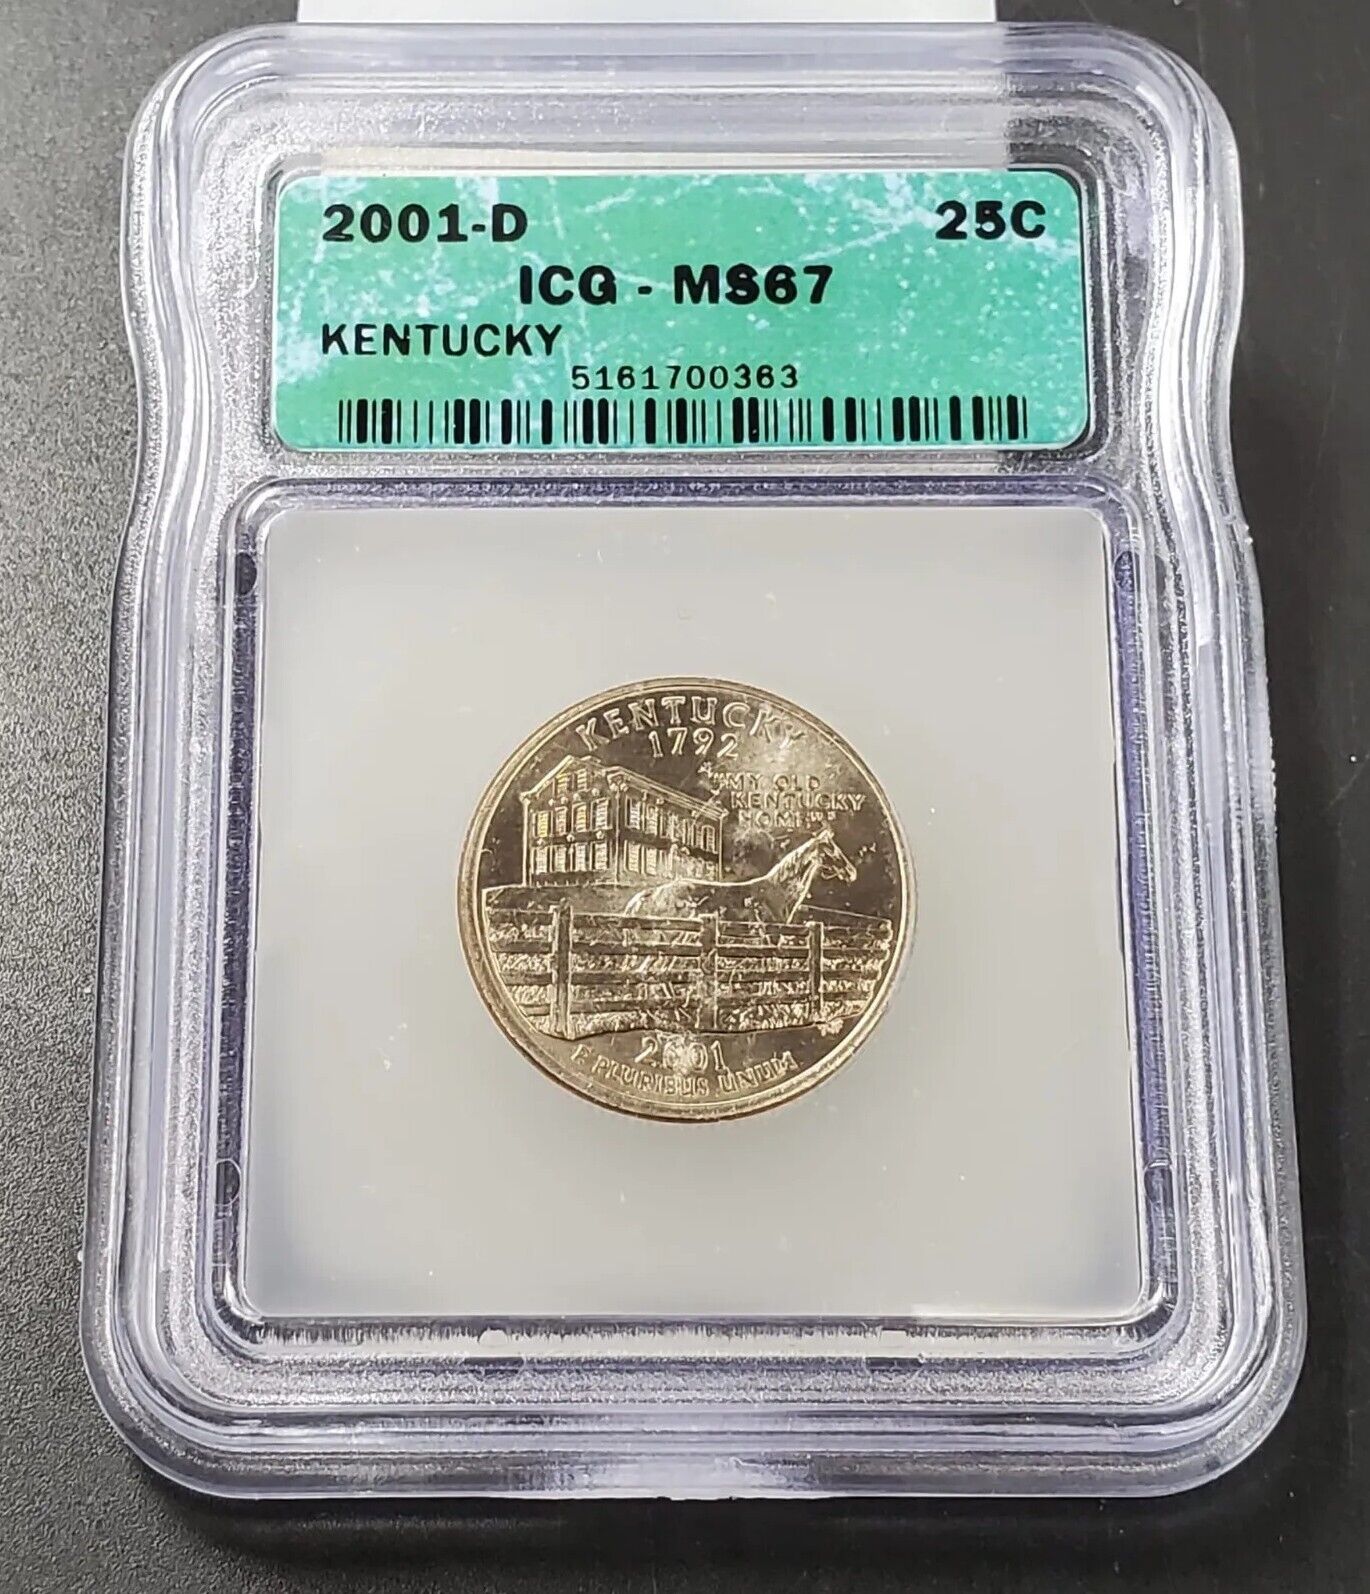 2001-D 25C
ICG - MS67
KENTUCKY
5161700363
KENTUCKY
1792
"MY OLD
KENTUCKY
HOME"
2001
E PLURIBUS UNUM